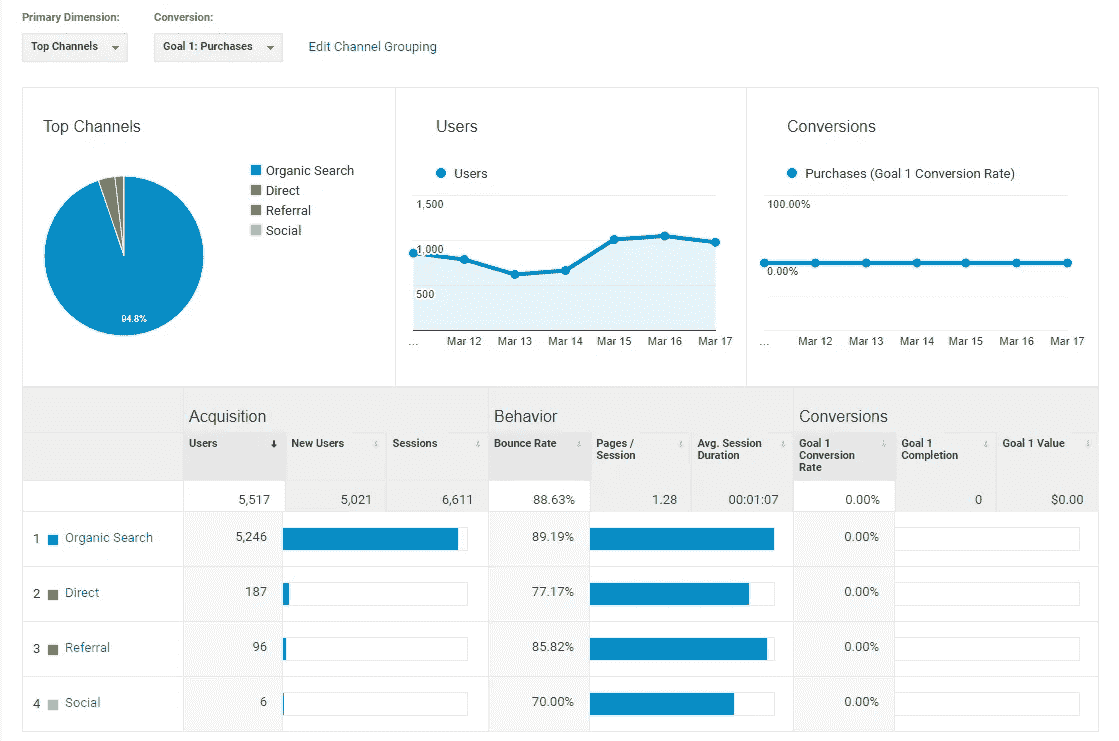 Primary Dimension: Conversion:
Top Channels Goal 1: Purchases Edit Channel Grouping
Top Channels
94.8%
Organic Search
Direct
Referral
Social
Users
Users
1,500
1,000
500
... Mar 12 Mar 13 Mar 14 Mar 15 Mar 16 Mar 17
Conversions
Purchases (Goal 1 Conversion Rate)
100.00%
0.00%
... Mar 12 Mar 13 Mar 14 Mar 15 Mar 16 Mar 17
Acquisition Behavior Conversions
Users New Users Sessions Bounce Rate Pages / Session Avg. Session Duration Goal 1 Conversion Rate Goal 1 Completion Goal 1 Value
5,517 5,021 6,611 88.63% 1.28 00:01:07 0.00% 0 $0.00
1 Organic Search 5,246 89.19% 0.00%
2 Direct 187 77.17% 0.00%
3 Referral 96 85.82% 0.00%
4 Social 6 70.00% 0.00%